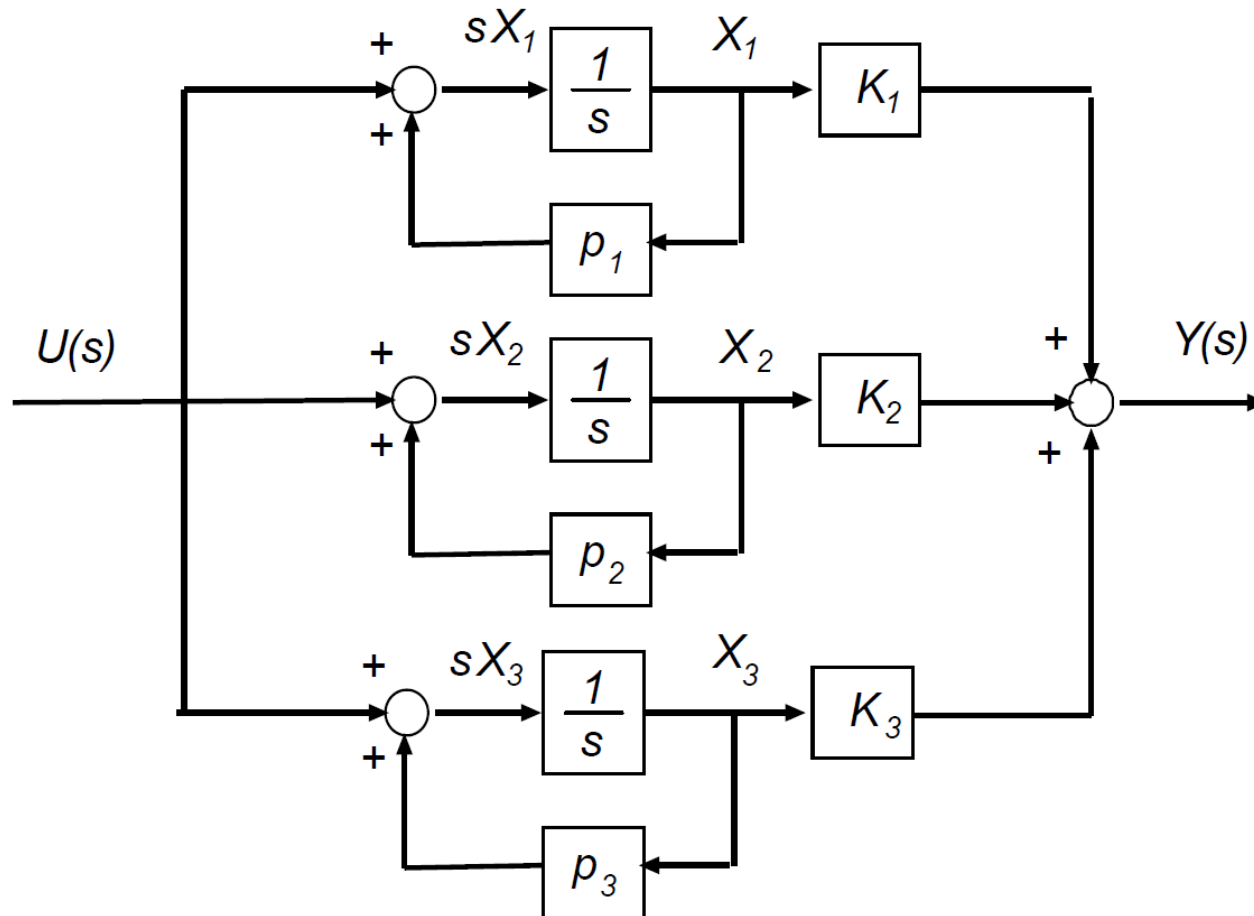 + sX₁ 1/s X₁ K₁
+
p₁
U(s) + sX₂ 1/s X₂ K₂ + Y(s)
+ +
p₂
+ sX₃ 1/s X₃ K₃
+
p₃